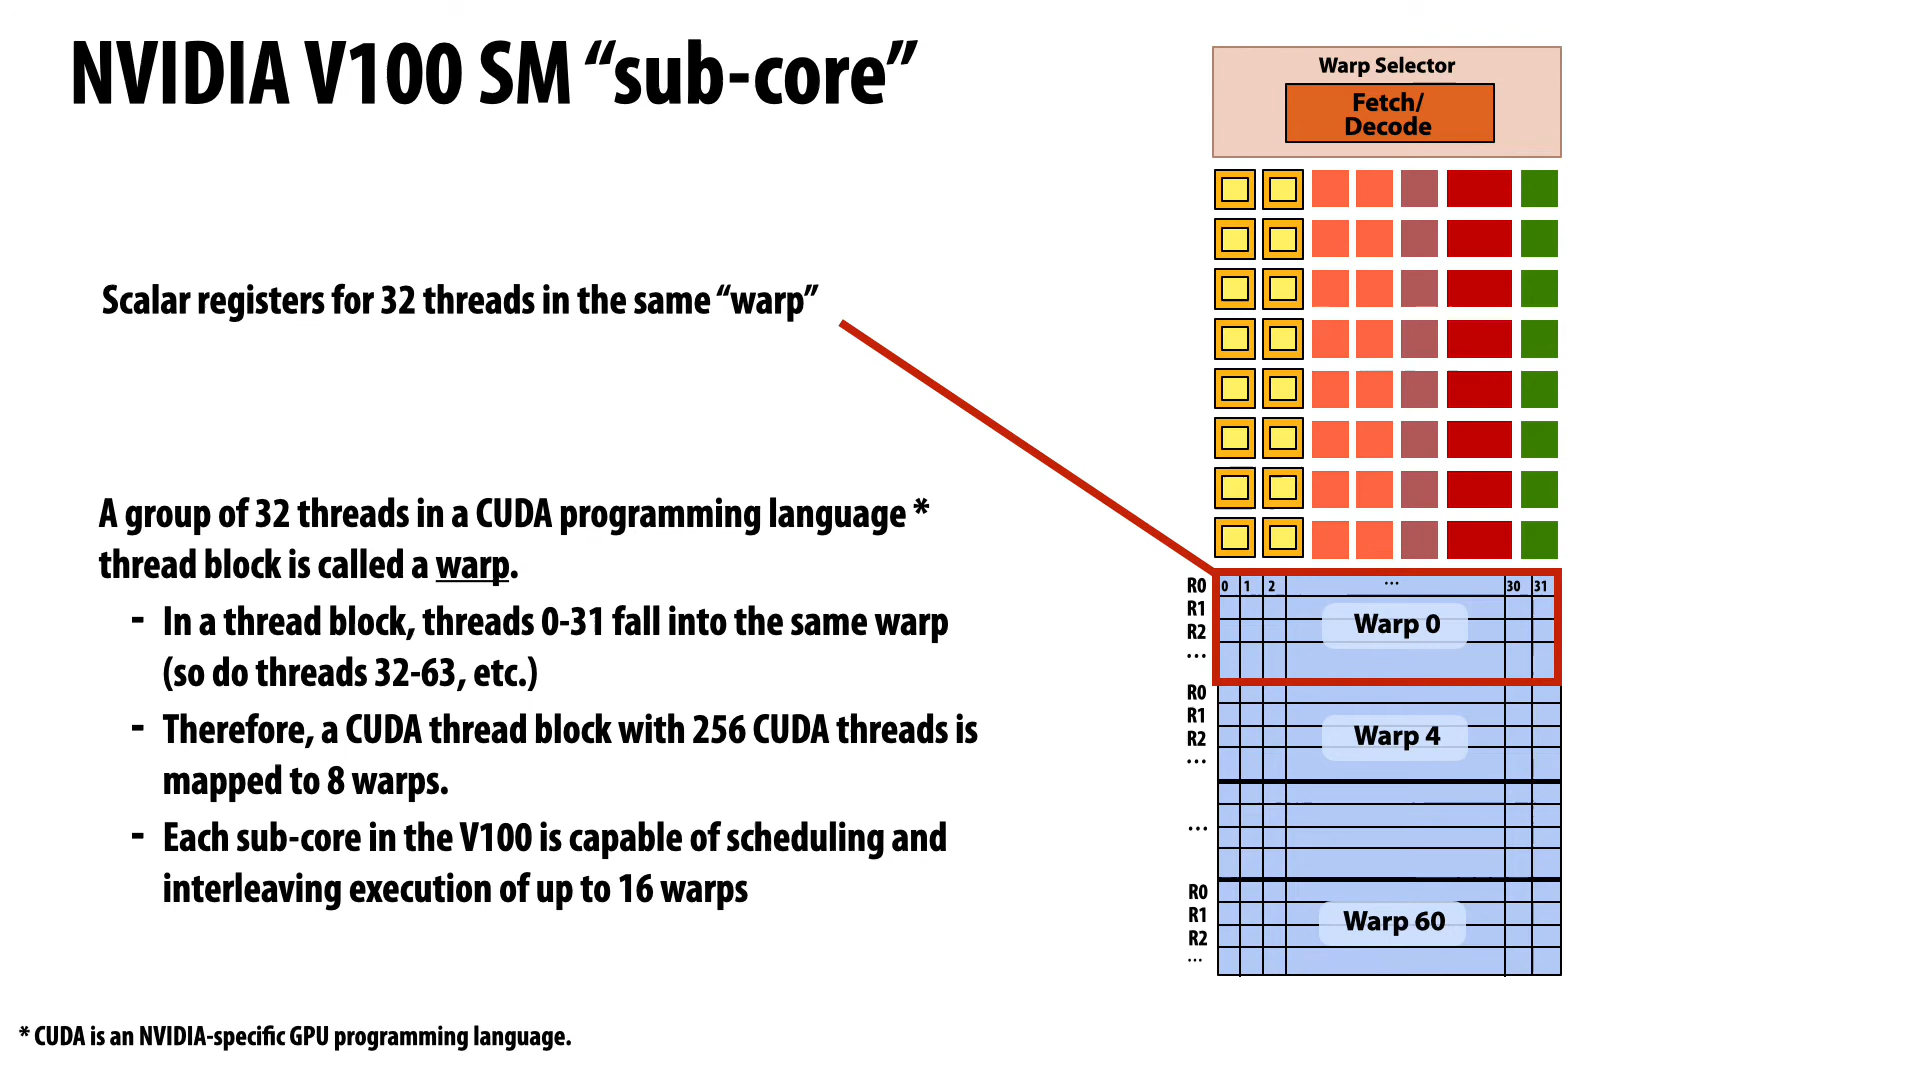 NVIDIA V100 SM “sub-core”
Warp Selector
Fetch/
Decode
Scalar registers for 32 threads in the same “warp”
A group of 32 threads in a CUDA programming language *
thread block is called a warp.
- In a thread block, threads 0-31 fall into the same warp
(so do threads 32-63, etc.)
- Therefore, a CUDA thread block with 256 CUDA threads is
mapped to 8 warps.
- Each sub-core in the V100 is capable of scheduling and
interleaving execution of up to 16 warps
R0 0 1 2 ... 30 31
R1
Warp 0
R2
...
R0
R1
Warp 4
R2
...
...
R0
R1
Warp 60
R2
...
* CUDA is an NVIDIA-specific GPU programming language.